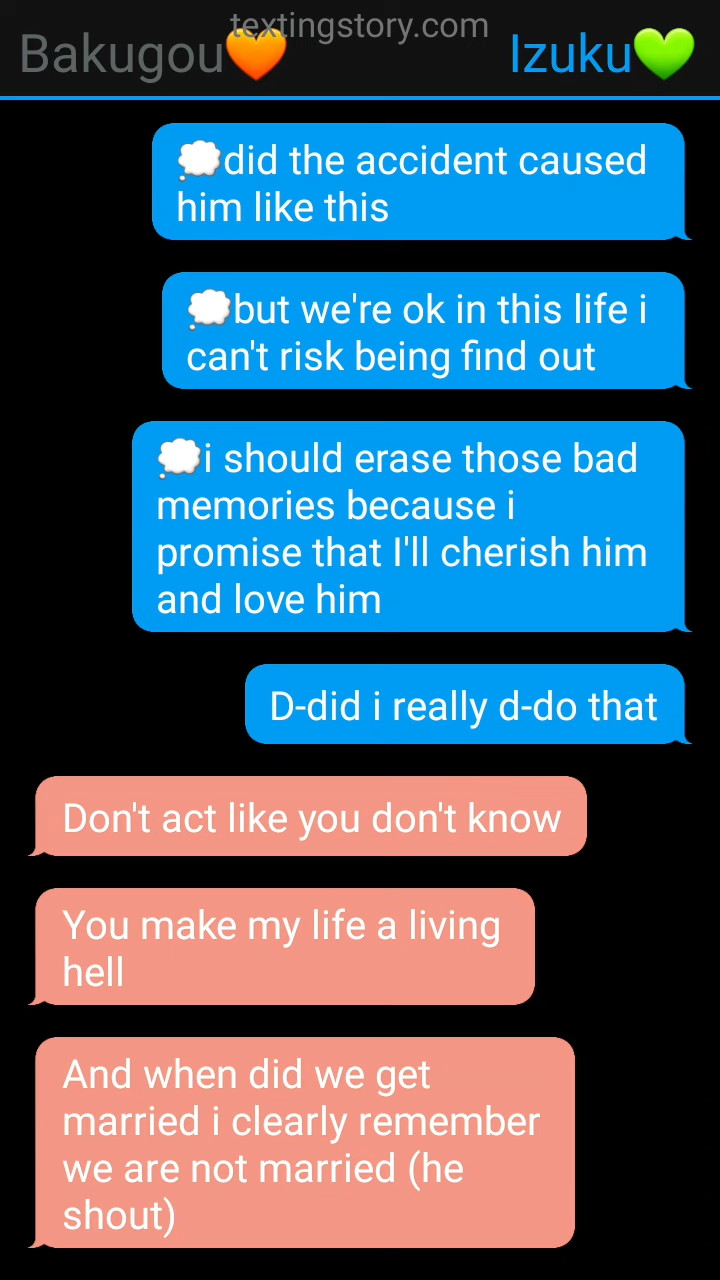 textingstory.com
Bakugou🧡 Izuku💚
💭did the accident caused
him like this
💭but we're ok in this life i
can't risk being find out
💭i should erase those bad
memories because i
promise that I'll cherish him
and love him
D-did i really d-do that
Don't act like you don't know
You make my life a living
hell
And when did we get
married i clearly remember
we are not married (he
shout)